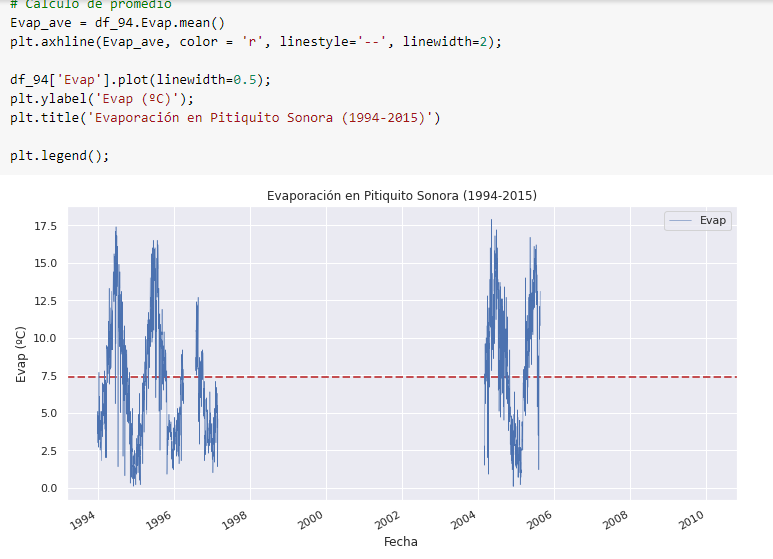 # Calculo de promedio
Evap_ave = df_94.Evap.mean()
plt.axhline(Evap_ave, color = 'r', linestyle='--', linewidth=2);
df_94['Evap'].plot(linewidth=0.5);
plt.ylabel('Evap (ºC)');
plt.title('Evaporación en Pitiquito Sonora (1994-2015)')
plt.legend();
Evaporación en Pitiquito Sonora (1994-2015)
Evap
17.5
15.0
12.5
10.0
7.5
5.0
2.5
0.0
Evap (ºC)
1994
1996
1998
2000
2002
2004
2006
2008
2010
Fecha